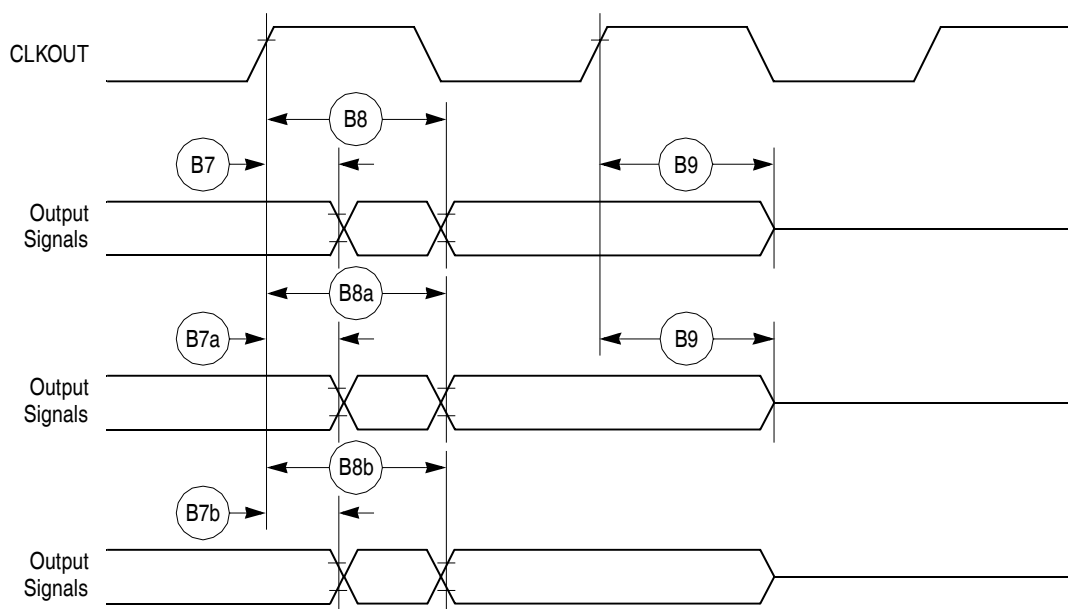 CLKOUT
B8
B7
B9
Output
Signals
B8a
B7a
B9
Output
Signals
B8b
B7b
Output
Signals